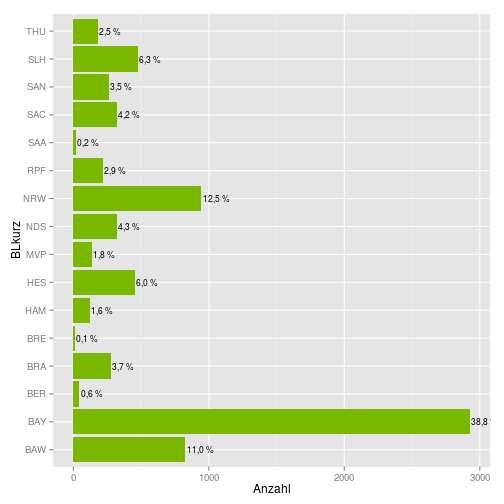 THU 2,5 %
SLH 6,3 %
SAN 3,5 %
SAC 4,2 %
SAA 0,2 %
RPF 2,9 %
NRW 12,5 %
NDS 4,3 %
MVP 1,8 %
HES 6,0 %
HAM 1,6 %
BRE 0,1 %
BRA 3,7 %
BER 0,6 %
BAY 38,8
BAW 11,0 %
BLkurz
0 1000 2000 3000
Anzahl